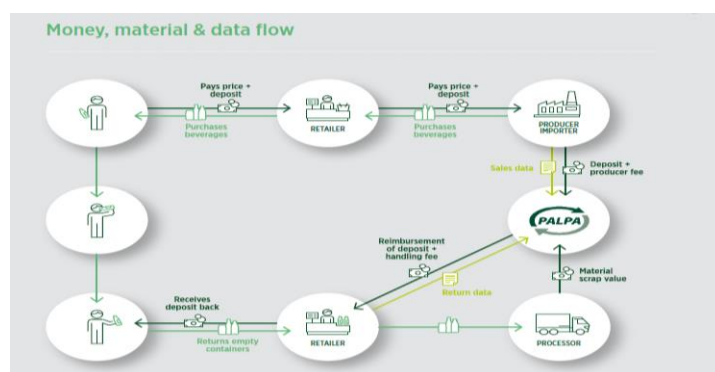 Money, material & data flow
Pays price +
deposit
Purchases
beverages
RETAILER
Pays price +
deposit
Purchases
beverages
PRODUCER
IMPORTER
Sales data
Deposit +
producer fee
PALPA
Reimbursement
of deposit +
handling fee
Return data
Material
scrap value
Receives
deposit back
Returns empty
containers
RETAILER
PROCESSOR